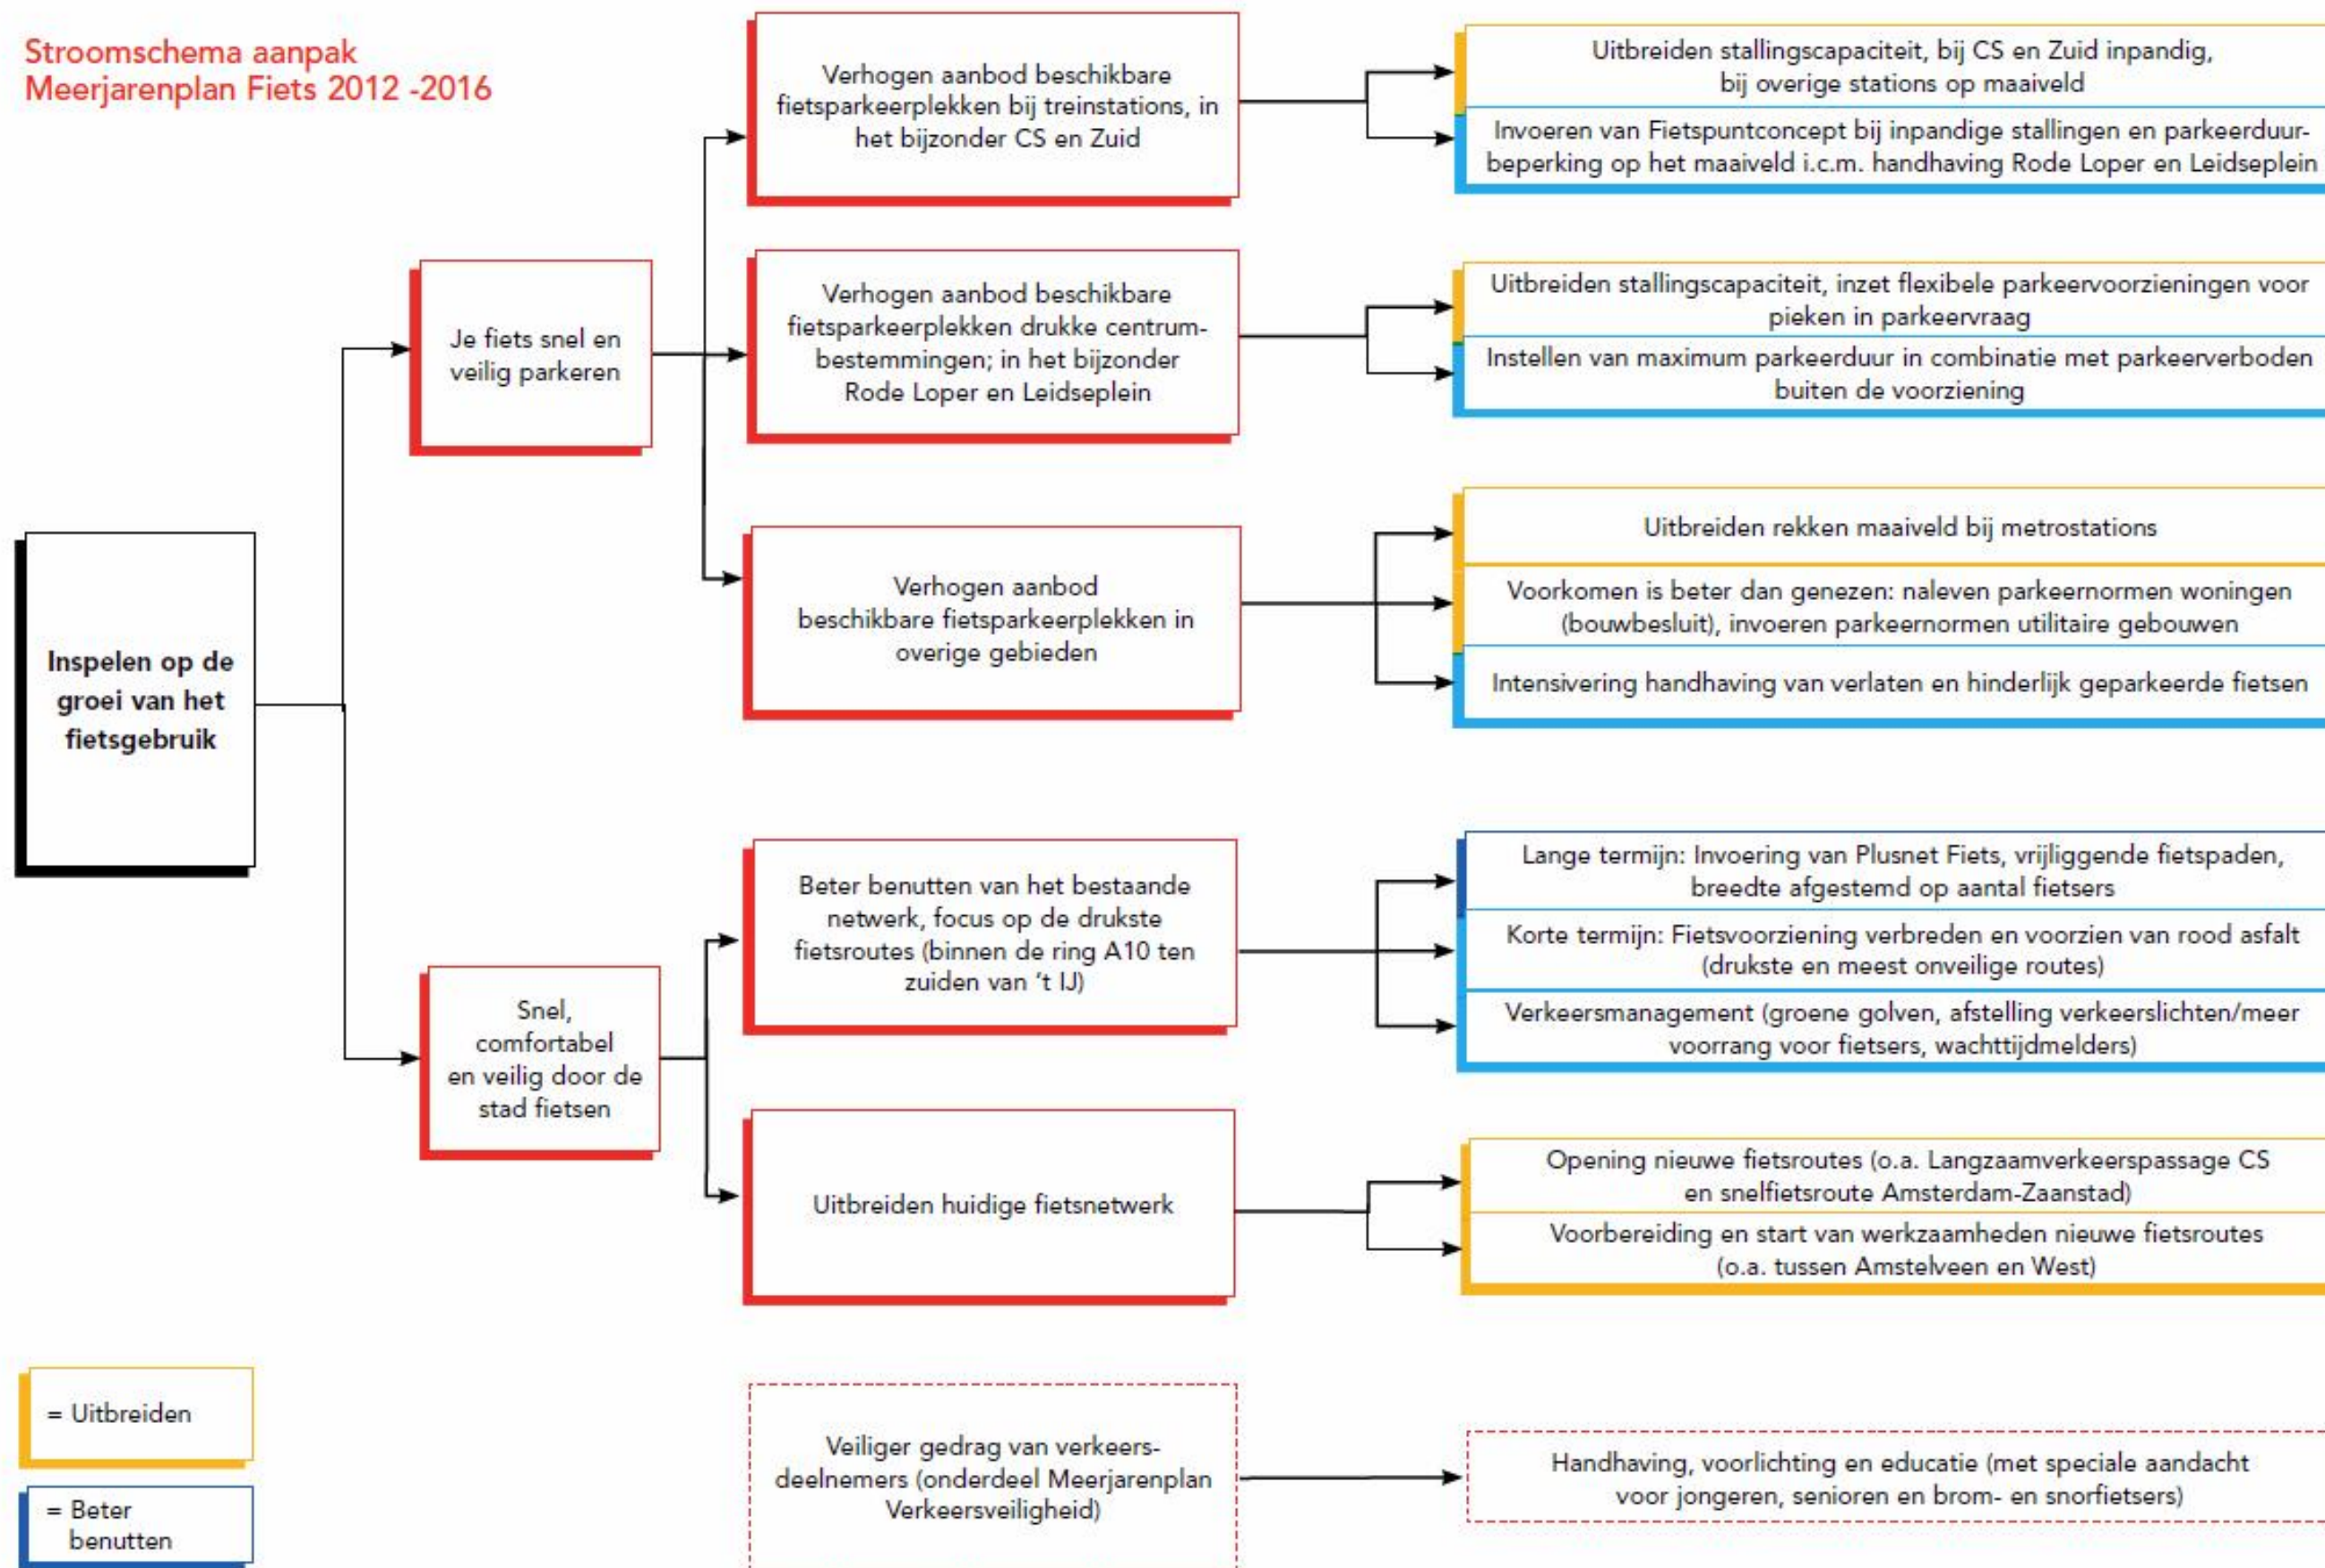 Stroomschema aanpak
Meerjarenplan Fiets 2012 -2016
Inspelen op de
groei van het
fietsgebruik
Je fiets snel en
veilig parkeren
Verhogen aanbod beschikbare
fietsparkeerplekken bij treinstations, in
het bijzonder CS en Zuid
Uitbreiden stallingscapaciteit, bij CS en Zuid inpandig,
bij overige stations op maaiveld
Invoeren van Fietspuntconcept bij inpandige stallingen en parkeerduur-
beperking op het maaiveld i.c.m. handhaving Rode Loper en Leidseplein
Verhogen aanbod beschikbare
fietsparkeerplekken drukke centrum-
bestemmingen; in het bijzonder
Rode Loper en Leidseplein
Uitbreiden stallingscapaciteit, inzet flexibele parkeervoorzieningen voor
pieken in parkeervraag
Instellen van maximum parkeerduur in combinatie met parkeerverboden
buiten de voorziening
Verhogen aanbod
beschikbare fietsparkeerplekken in
overige gebieden
Uitbreiden rekken maaiveld bij metrostations
Voorkomen is beter dan genezen: naleven parkeernormen woningen
(bouwbesluit), invoeren parkeernormen utilitaire gebouwen
Intensivering handhaving van verlaten en hinderlijk geparkeerde fietsen
Snel,
comfortabel
en veilig door de
stad fietsen
Beter benutten van het bestaande
netwerk, focus op de drukste
fietsroutes (binnen de ring A10 ten
zuiden van ‘t IJ)
Lange termijn: Invoering van Plusnet Fiets, vrijliggende fietspaden,
breedte afgestemd op aantal fietsers
Korte termijn: Fietsvoorziening verbreden en voorzien van rood asfalt
(drukste en meest onveilige routes)
Verkeersmanagement (groene golven, afstelling verkeerslichten/meer
voorrang voor fietsers, wachttijdmelders)
Uitbreiden huidige fietsnetwerk
Opening nieuwe fietsroutes (o.a. Langzaamverkeerspassage CS
en snelfietsroute Amsterdam-Zaanstad)
Voorbereiding en start van werkzaamheden nieuwe fietsroutes
(o.a. tussen Amstelveen en West)
Veiliger gedrag van verkeers-
deelnemers (onderdeel Meerjarenplan
Verkeersveiligheid)
Handhaving, voorlichting en educatie (met speciale aandacht
voor jongeren, senioren en brom- en snorfietsers)
= Uitbreiden
= Beter
benutten